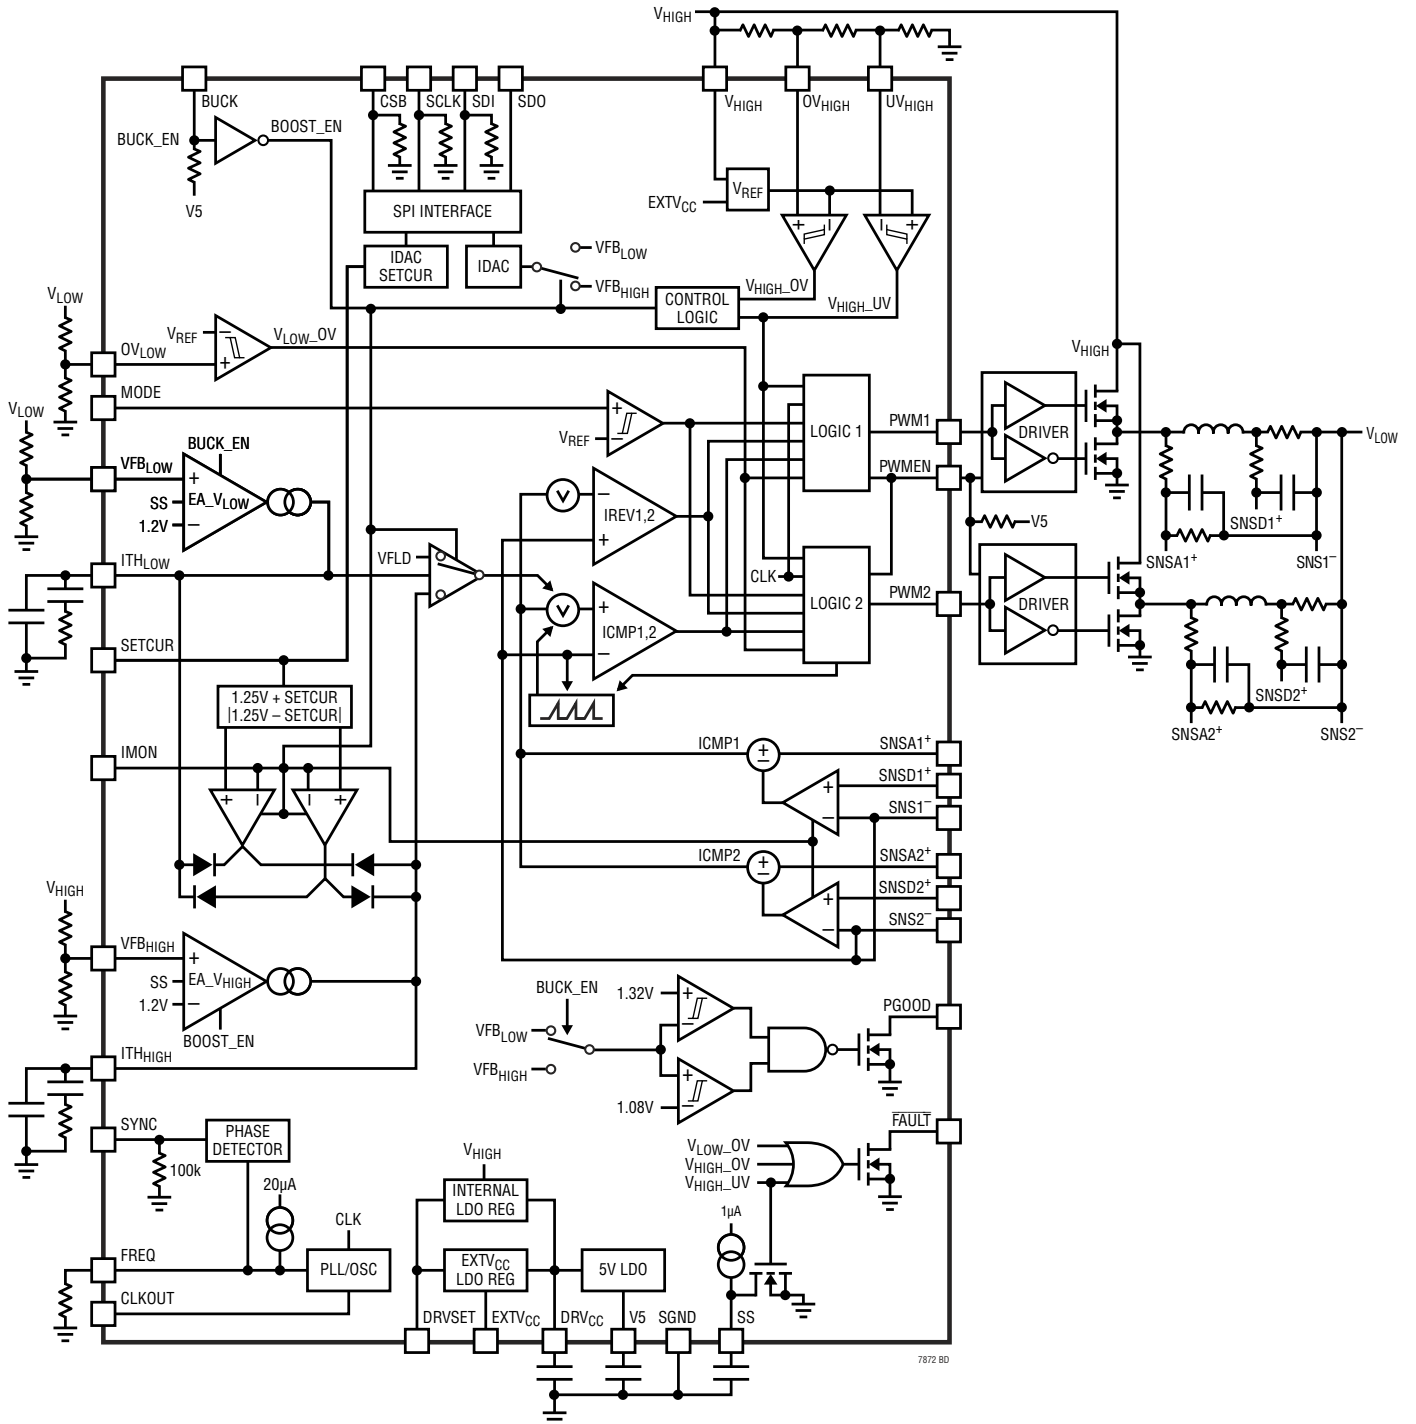 VHIGH
BUCK
CSB
SCLK
SDI
SDO
VHIGH
OVHIGH
UVHIGH
BUCK_EN
BOOST_EN
V5
SPI INTERFACE
EXTVCC
VREF
IDAC
SETCUR
IDAC
VFBLOW
VFBHIGH
CONTROL
LOGIC
VHIGH_OV
VHIGH_UV
VLOW
VREF
–
+
VLOW_OV
OVLOW
MODE
VHIGH
VLOW
+
–
VREF
LOGIC 1
PWM1
DRIVER
VLOW
BUCK_EN
VFBLOW
+
SS
EA_VLOW
1.2V
–
V
–
IREV1,2
+
PWMEN
V5
SNSD1+
SNSA1+
SNS1–
VFLD
CLK
ITHLOW
V
+
ICMP1,2
–
LOGIC 2
PWM2
DRIVER
SETCUR
1.25V + SETCUR
|1.25V – SETCUR|
SNSD2+
SNSA2+
SNS2–
IMON
+
–
–
+
ICMP1
±
SNSA1+
SNSD1+
+
SNS1–
–
ICMP2
±
SNSA2+
SNSD2+
+
SNS2–
–
VHIGH
VFBHIGH
+
SS
EA_VHIGH
1.2V
–
BOOST_EN
BUCK_EN
1.32V
+
–
PGOOD
VFBLOW
VFBHIGH
+
1.08V
–
ITHHIGH
SYNC
PHASE
DETECTOR
100k
FAULT
VLOW_OV
VHIGH_OV
VHIGH_UV
VHIGH
INTERNAL
LDO REG
20µA
CLK
1µA
FREQ
PLL/OSC
EXTVCC
LDO REG
5V LDO
CLKOUT
DRVSET
EXTVCC
DRVCC
V5
SGND
SS
7872 BD